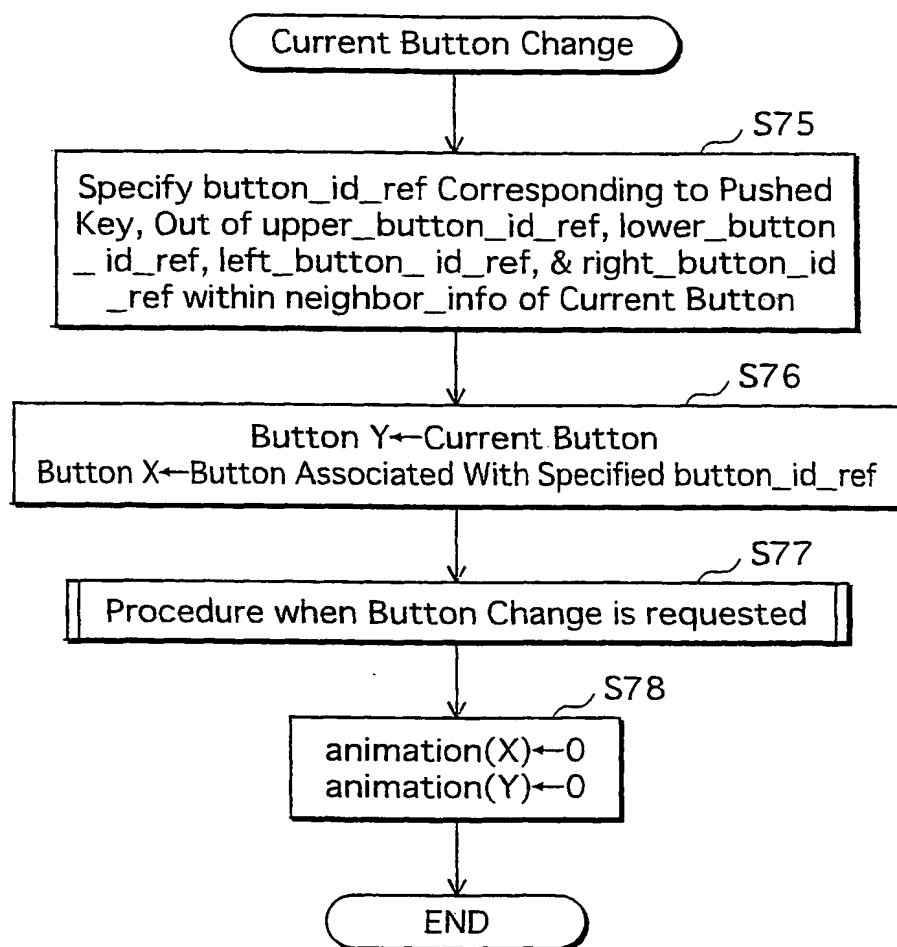 Current Button Change
S75
Specify button_id_ref Corresponding to Pushed
Key, Out of upper_button_id_ref, lower_button
_ id_ref, left_button_ id_ref, & right_button_id
_ref within neighbor_info of Current Button
S76
Button Y←Current Button
Button X←Button Associated With Specified button_id_ref
S77
Procedure when Button Change is requested
S78
animation(X)←0
animation(Y)←0
END